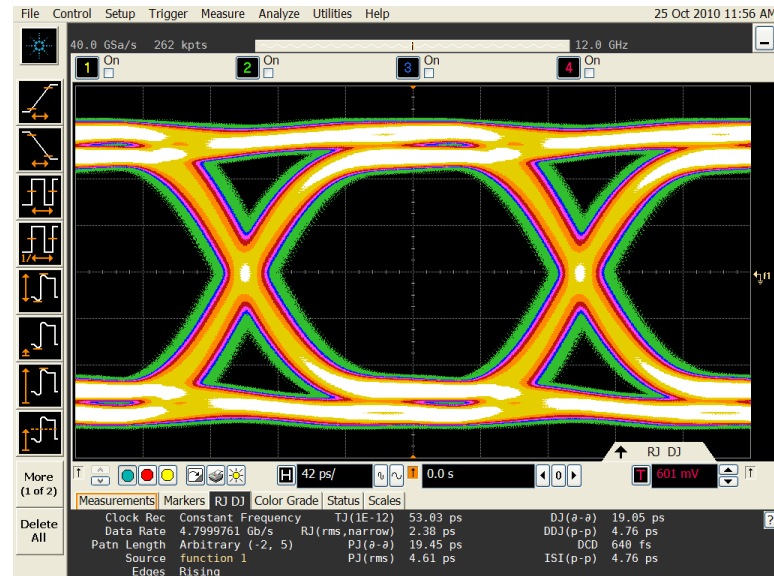 File Control Setup Trigger Measure Analyze Utilities Help 25 Oct 2010 11:56 AM
40.0 GSa/s 262 kpts 12.0 GHz
1 On 2 On 3 On 4 On
f1
1/
More
(1 of 2)
Delete
All
RJ DJ
H 42 ps/ 0.0 s 0 T 601 mV
Measurements Markers RJ DJ Color Grade Status Scales
Clock Rec Constant Frequency TJ(1E-12) 53.03 ps DJ(∂-∂) 19.05 ps
Data Rate 4.7999761 Gb/s RJ(rms,narrow) 2.38 ps DDJ(p-p) 4.76 ps
Patn Length Arbitrary (-2, 5) PJ(∂-∂) 19.45 ps DCD 640 fs
Source function 1 PJ(rms) 4.61 ps ISI(p-p) 4.76 ps
Edges Rising
?